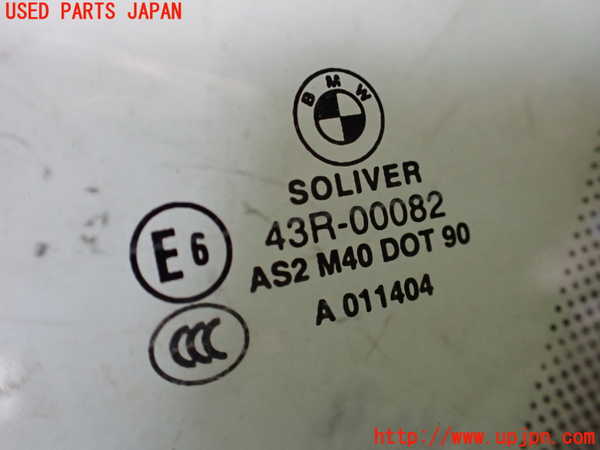 USED PARTS JAPAN
BMW
SOLIVER
43R-00082
E6
AS2 M40 DOT 90
A 011404
CCC
http://www.upjpn.com